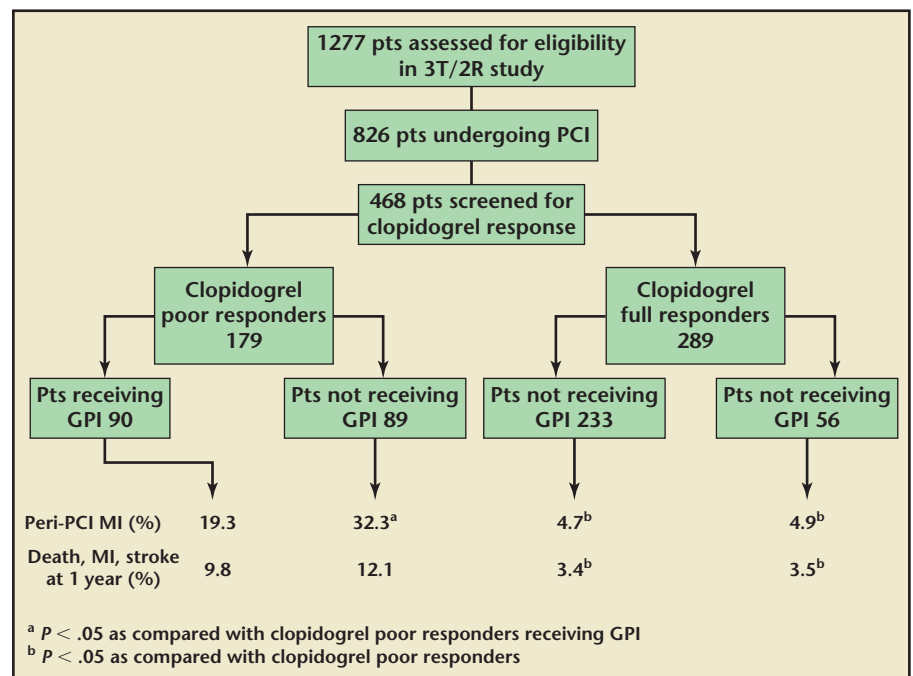 1277 pts assessed for eligibility
in 3T/2R study
826 pts undergoing PCI
468 pts screened for
clopidogrel response
Clopidogrel
poor responders
179
Clopidogrel
full responders
289
Pts receiving
GPI 90
Pts not receiving
GPI 89
Pts not receiving
GPI 233
Pts not receiving
GPI 56
Peri-PCI MI (%) 19.3 32.3ᵃ 4.7ᵇ 4.9ᵇ
Death, MI, stroke
at 1 year (%) 9.8 12.1 3.4ᵇ 3.5ᵇ
ᵃ P < .05 as compared with clopidogrel poor responders receiving GPI
ᵇ P < .05 as compared with clopidogrel poor responders